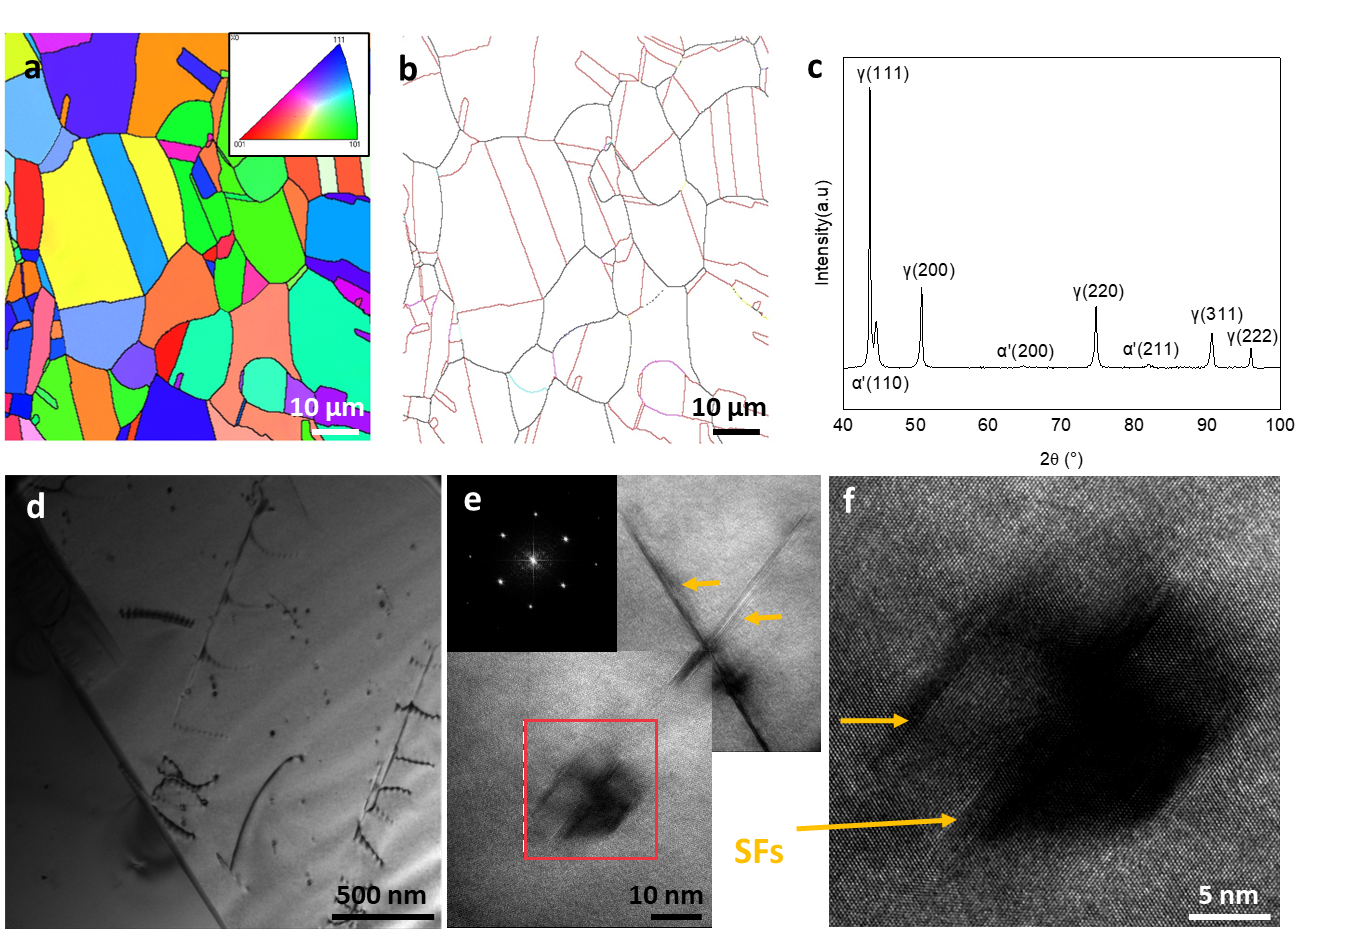 a
111
001
101
10 μm
b
10 μm
c
γ(111)
γ(200)
γ(220)
γ(311)
γ(222)
α'(200)
α'(211)
α'(110)
Intensity(a.u)
40 50 60 70 80 90 100
2θ (°)
d
500 nm
e
10 nm
SFs
f
5 nm